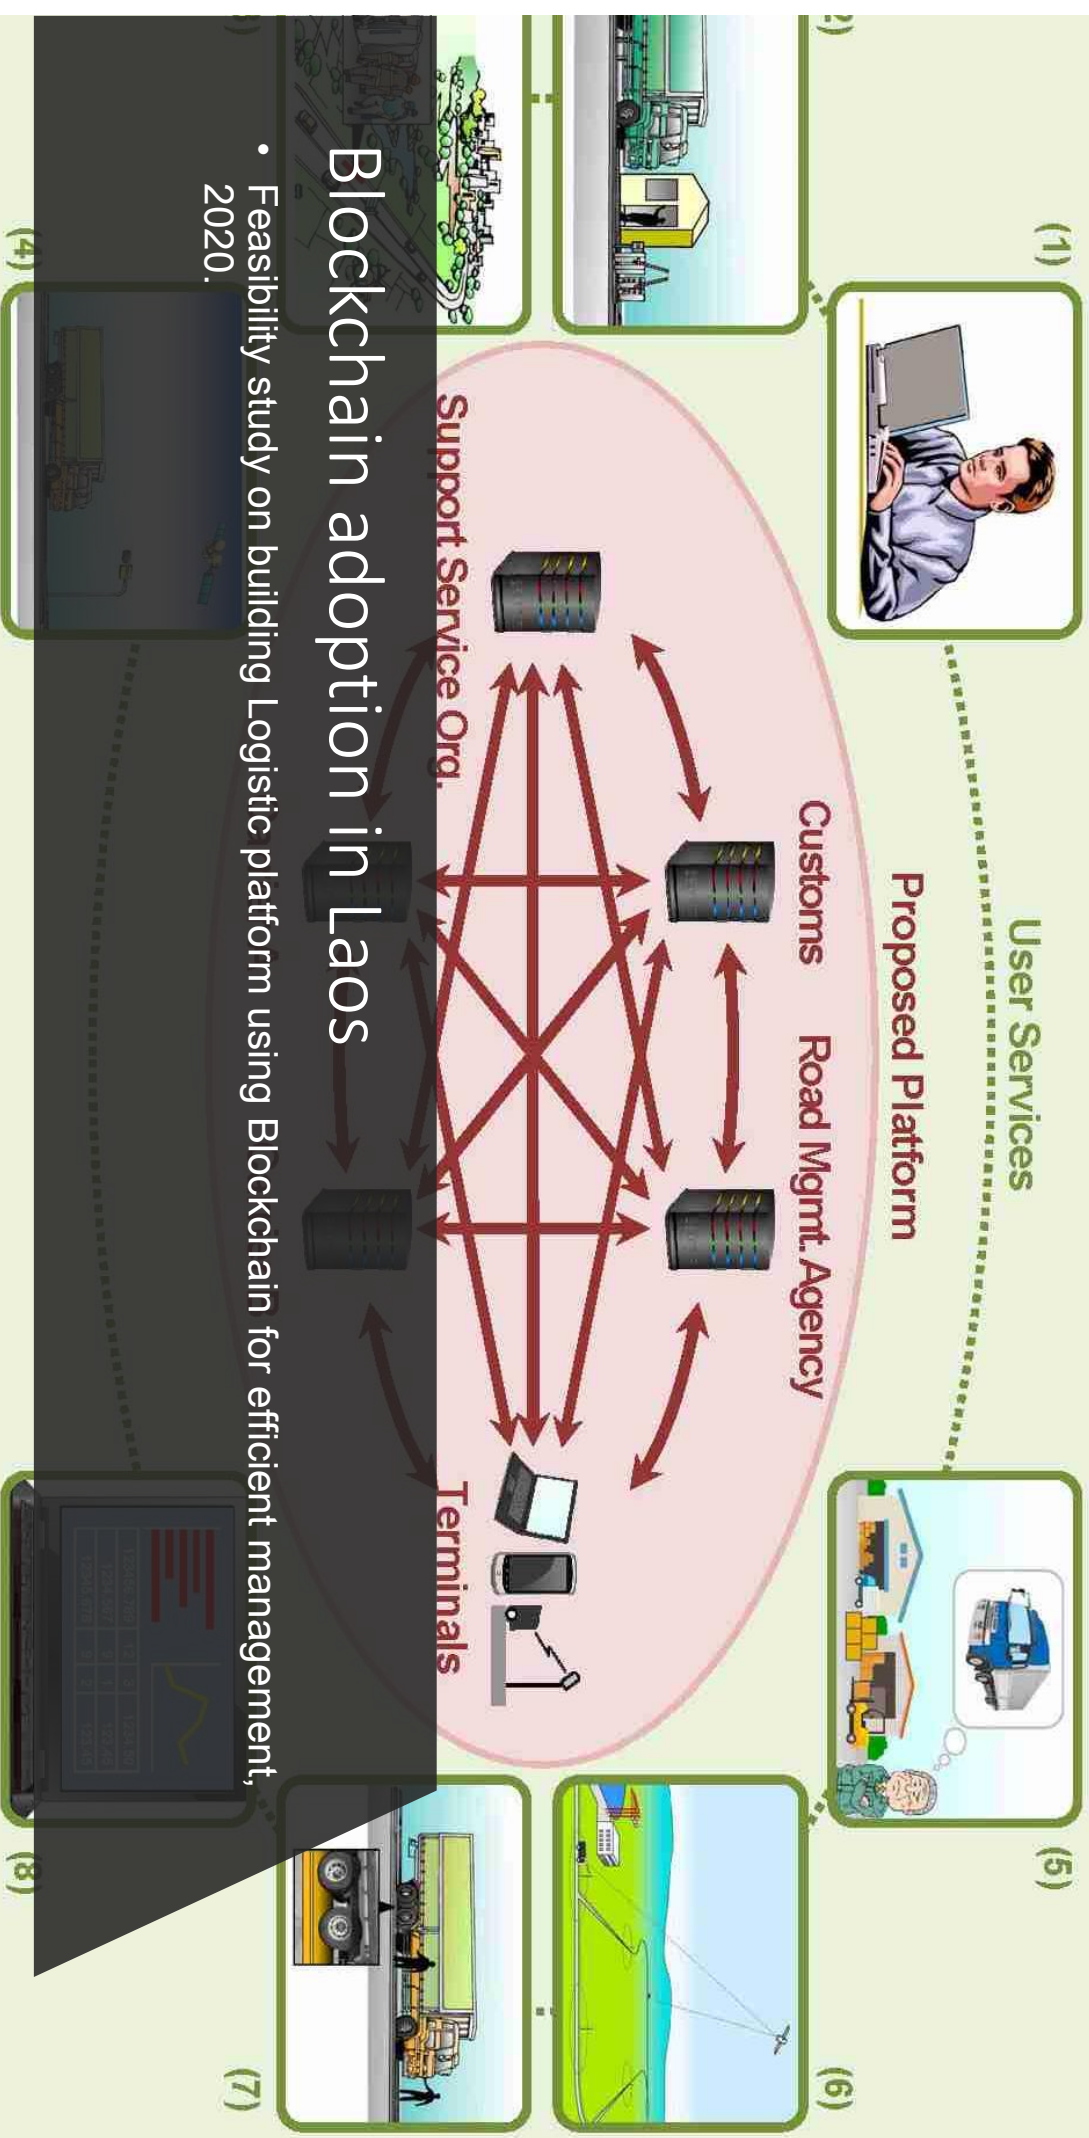 User Services
(1)
(5)
Proposed Platform
Customs
Road Mgmt. Agency
(2)
(6)
Support Service Org.
Terminals
Blockchain adoption in Laos
(3)
(7)
• Feasibility study on building Logistic platform using Blockchain for efficient management,
2020.
(4)
(8)